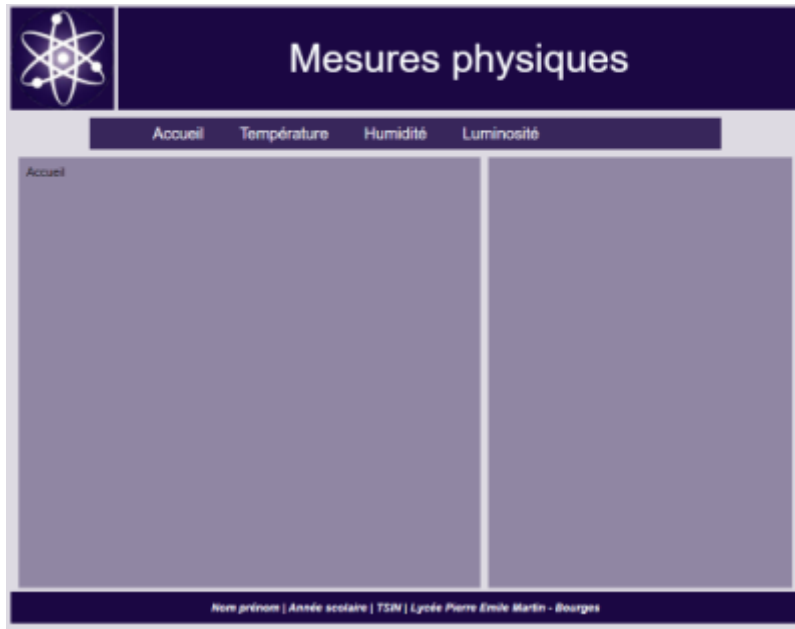 Mesures physiques
Accueil Température Humidité Luminosité
Accueil
Nom prénom | Année scolaire | TSIN | Lycée Pierre Emile Martin - Bourges